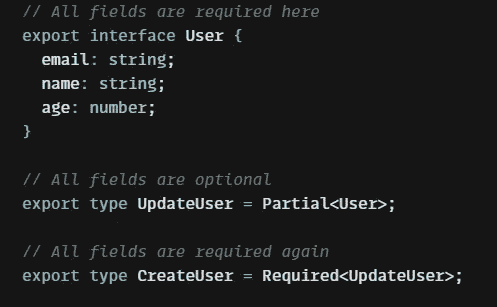 // All fields are required here
export interface User {
  email: string;
  name: string;
  age: number;
}

// All fields are optional
export type UpdateUser = Partial<User>;

// All fields are required again
export type CreateUser = Required<UpdateUser>;